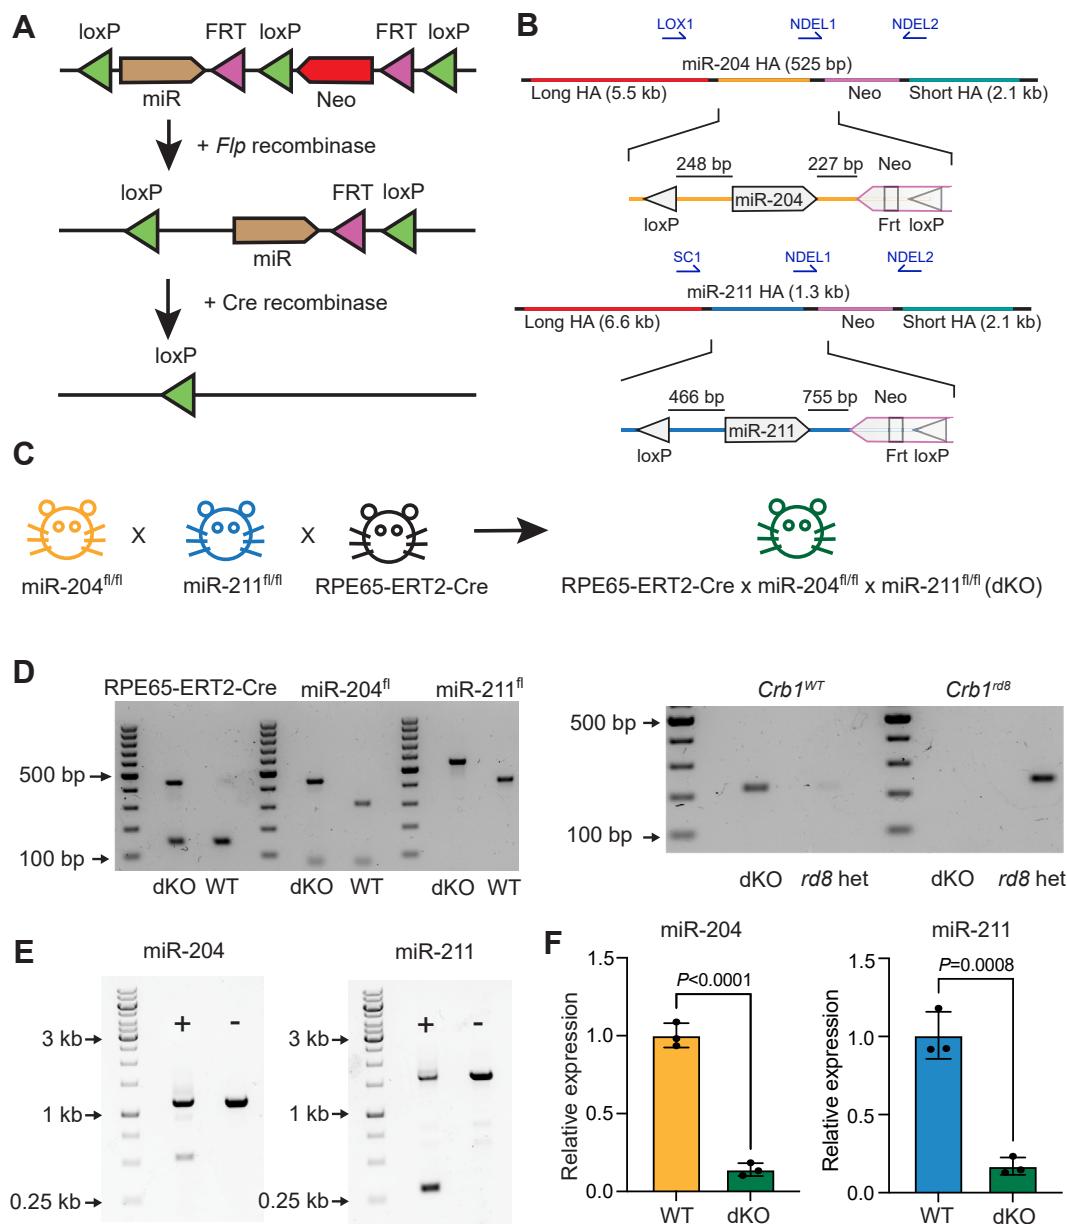 A
loxP FRT loxP FRT loxP
miR Neo
+ Flp recombinase
loxP FRT loxP
miR
+ Cre recombinase
loxP
B
LOX1 NDEL1 NDEL2
miR-204 HA (525 bp)
Long HA (5.5 kb) Neo Short HA (2.1 kb)
248 bp 227 bp Neo
miR-204
loxP Frt loxP
SC1 NDEL1 NDEL2
miR-211 HA (1.3 kb)
Long HA (6.6 kb) Neo Short HA (2.1 kb)
466 bp 755 bp Neo
miR-211
loxP Frt loxP
C
X X
miR-204fl/fl miR-211fl/fl RPE65-ERT2-Cre RPE65-ERT2-Cre x miR-204fl/fl x miR-211fl/fl (dKO)
D
RPE65-ERT2-Cre miR-204fl miR-211fl
500 bp
100 bp
dKO WT dKO WT dKO WT
Crb1WT Crb1rd8
500 bp
100 bp
dKO rd8 het dKO rd8 het
E
miR-204 miR-211
+ - + -
3 kb 3 kb
1 kb 1 kb
0.25 kb 0.25 kb
F
miR-204
Relative expression
1.5
1.0
0.5
0.0
P<0.0001
WT dKO
miR-211
Relative expression
1.5
1.0
0.5
0.0
P=0.0008
WT dKO